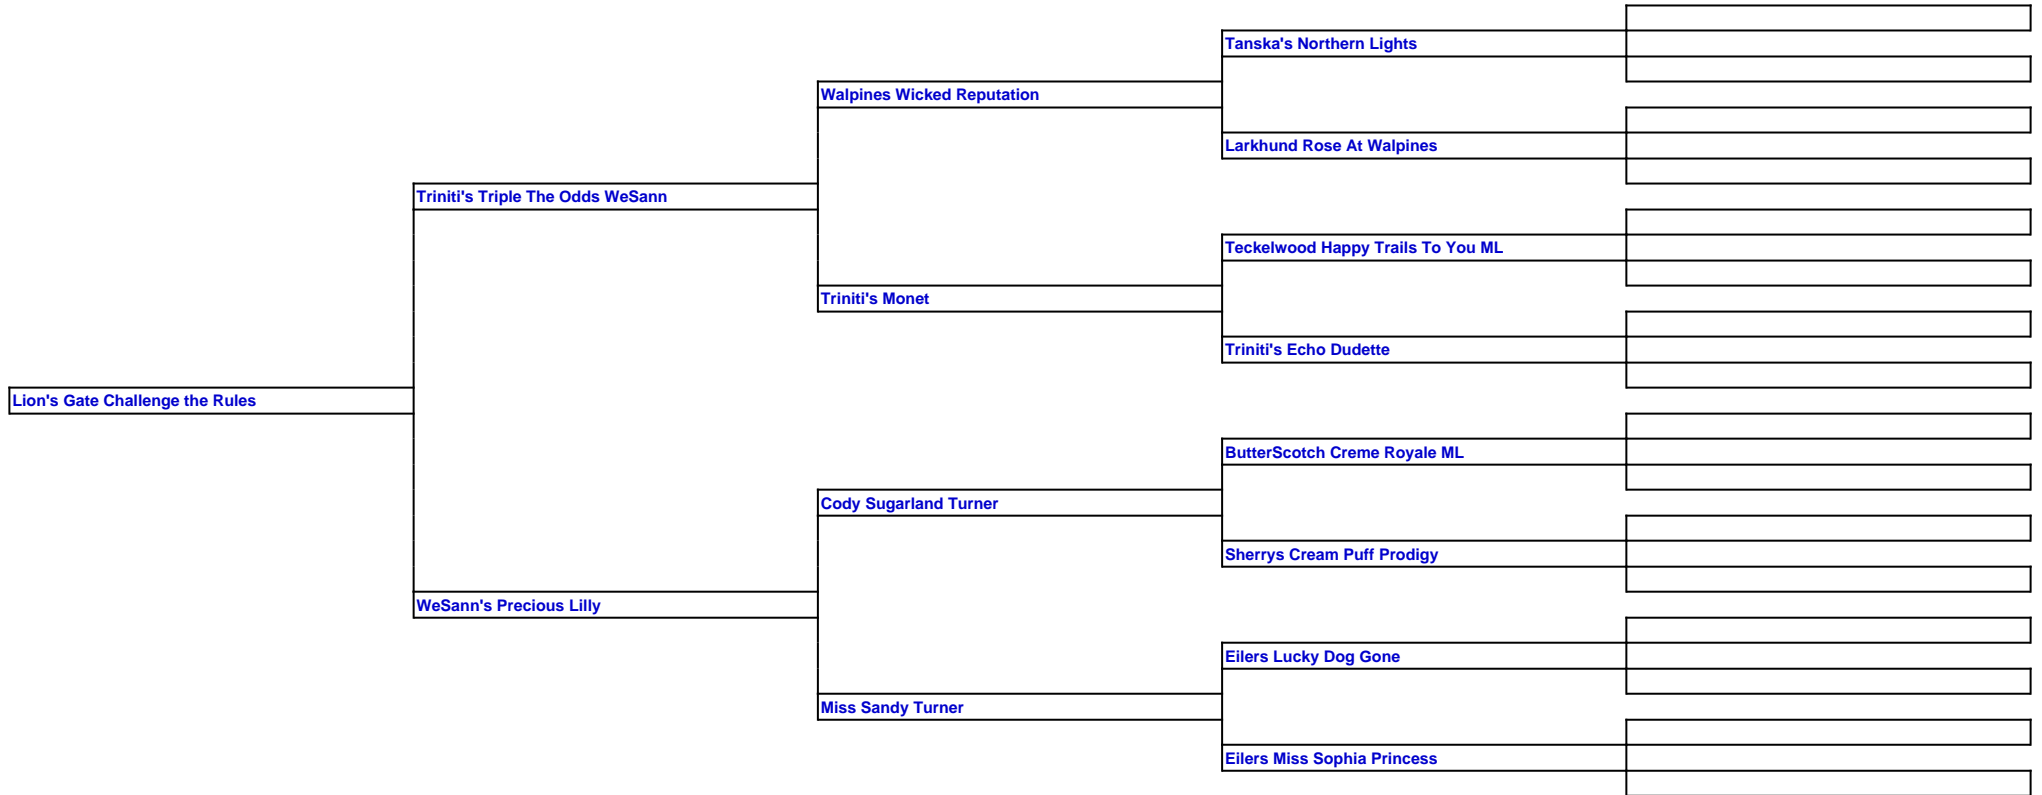 Tanska's Northern Lights
Walpines Wicked Reputation
Larkhund Rose At Walpines
Triniti's Triple The Odds WeSann
Teckelwood Happy Trails To You ML
Triniti's Monet
Triniti's Echo Dudette
Lion's Gate Challenge the Rules
ButterScotch Creme Royale ML
Cody Sugarland Turner
Sherrys Cream Puff Prodigy
WeSann's Precious Lilly
Eilers Lucky Dog Gone
Miss Sandy Turner
Eilers Miss Sophia Princess